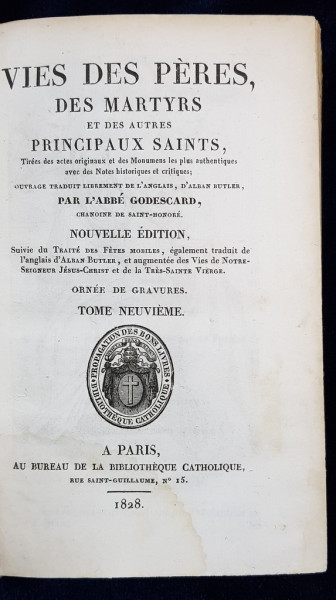 VIES DES PÈRES,
DES MARTYRS
ET DES AUTRES
PRINCIPAUX SAINTS,
Tirées des actes originaux et des Monumens les plus authentiques
avec des Notes historiques et critiques;
OUVRAGE TRADUIT LIBREMENT DE L'ANGLAIS, D'ALBAN BUTLER,
PAR L'ABBÉ GODESCARD,
CHANOINE DE SAINT-HONORÉ.
NOUVELLE ÉDITION,
Suivie du TRAITÉ DES FÊTES MOBILES, également traduit de
l'anglais d'ALBAN BUTLER, et augmentée des Vies de NOTRE-
SEIGNEUR JÉSUS-CHRIST et de la TRÈS-SAINTE VIERGE.
ORNÉE DE GRAVURES.
TOME NEUVIÈME.
PROPAGATION DES BONS LIVRES
BIBLIOTHÈQUE CATHOLIQUE
A PARIS,
AU BUREAU DE LA BIBLIOTHÈQUE CATHOLIQUE,
RUE SAINT-GUILLAUME, N° 15.
1828.